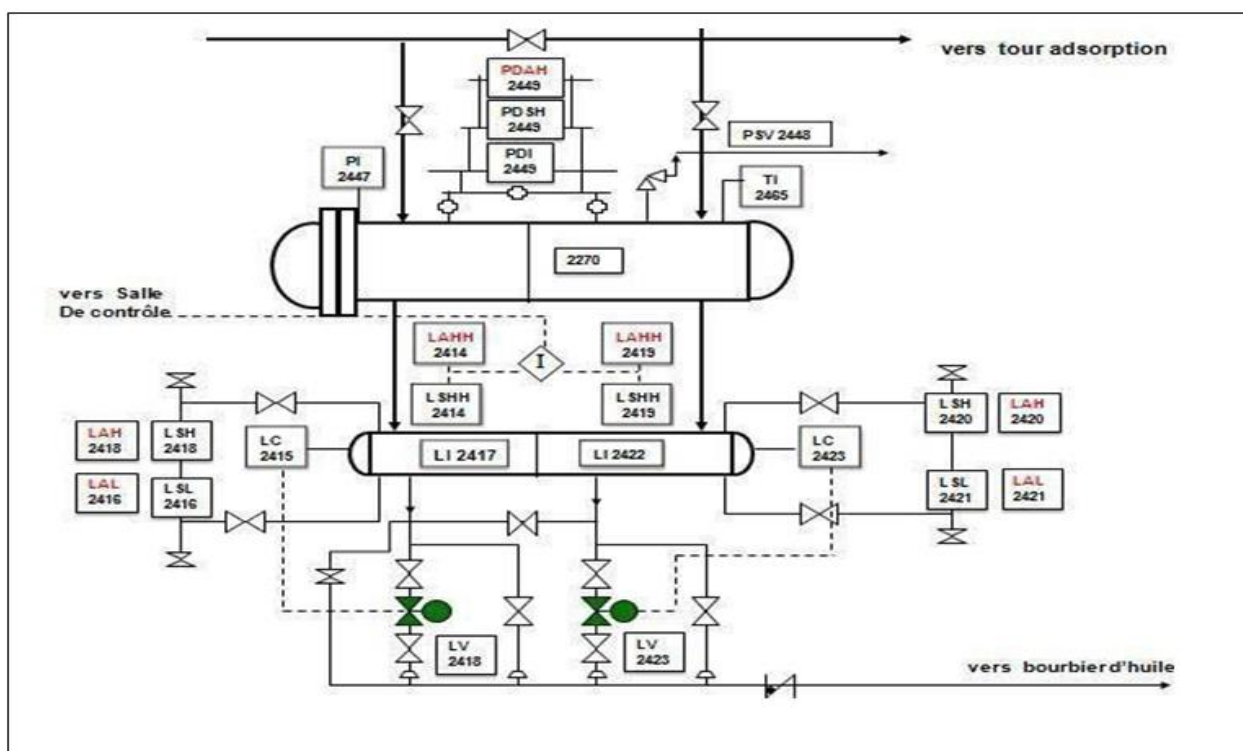 vers tour adsorption
PDAH
2449
PDSH
2449
PDI
2449
PSV 2448
PI
2447
TI
2465
2270
vers Salle
De contrôle
LAHH
2414
I
LAHH
2419
LSHH
2414
LSHH
2419
LAH
2418
LSH
2418
LC
2415
LI 2417
LI 2422
LC
2423
LSH
2420
LAH
2420
LAL
2416
LSL
2416
LSL
2421
LAL
2421
LV
2418
LV
2423
vers bourbier d'huile